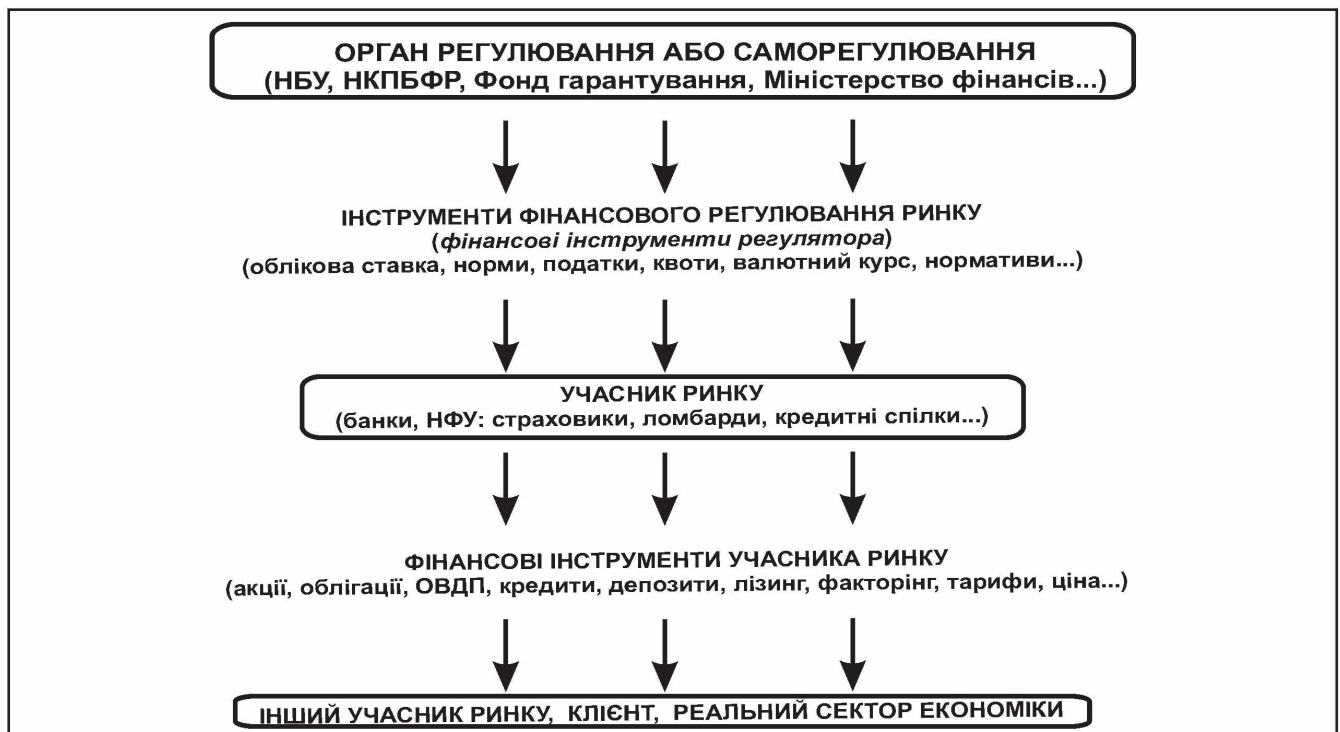 ОРГАН РЕГУЛЮВАННЯ АБО САМОРЕГУЛЮВАННЯ
(НБУ, НКПБФР, Фонд гарантування, Міністерство фінансів...)
ІНСТРУМЕНТИ ФІНАНСОВОГО РЕГУЛЮВАННЯ РИНКУ
(фінансові інструменти регулятора)
(облікова ставка, норми, податки, квоти, валютний курс, нормативи...)
УЧАСНИК РИНКУ
(банки, НФУ: страховики, ломбарди, кредитні спілки...)
ФІНАНСОВІ ІНСТРУМЕНТИ УЧАСНИКА РИНКУ
(акції, облігації, ОВДП, кредити, депозити, лізинг, факторінг, тарифи, ціна...)
ІНШИЙ УЧАСНИК РИНКУ, КЛІЄНТ, РЕАЛЬНИЙ СЕКТОР ЕКОНОМІКИ